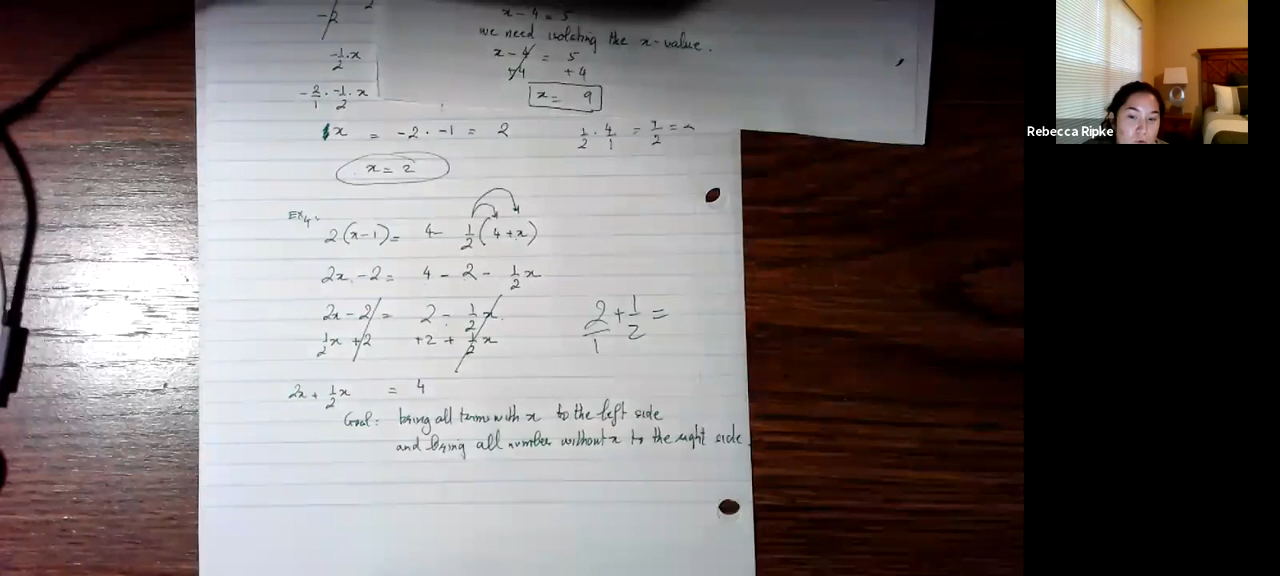 x - 4 = 5
we need isolating the x-value.
x - 4 = 5
+4 +4
x = 9
-1/2 · x
-2/1 · -1/2 · x
1x = -2 · -1 = 2
1/2 · 4/1 = 4/2 =
x = 2
Ex4.
2(x-1) = 4 - 1/2(4+x)
2x - 2 = 4 - 2 - 1/2x
2x - 2 = 2 - 1/2x
1/2x +2 +2 + 1/2x
2/1 + 1/2 =
2x + 1/2x = 4
Goal: bring all term with x to the left side
and bring all number without x to the right side.
Rebecca Ripke